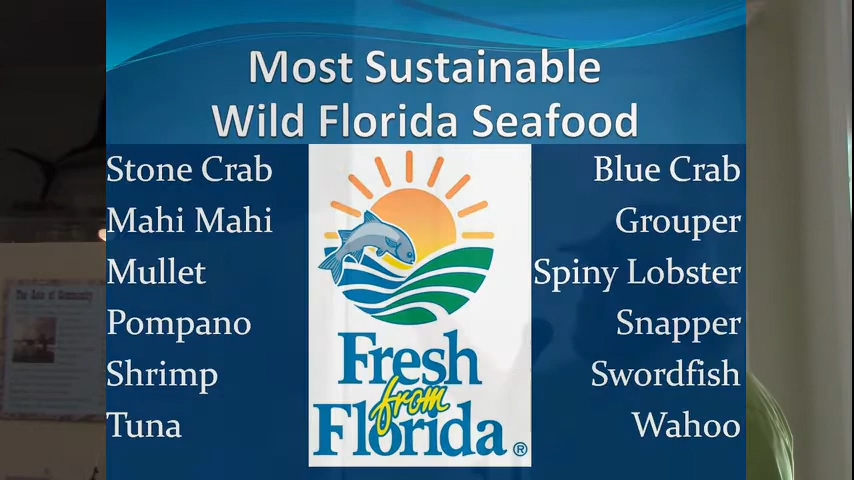 Most Sustainable
Wild Florida Seafood
Stone Crab
Mahi Mahi
Mullet
Pompano
Shrimp
Tuna
Fresh
from
Florida®
Blue Crab
Grouper
Spiny Lobster
Snapper
Swordfish
Wahoo